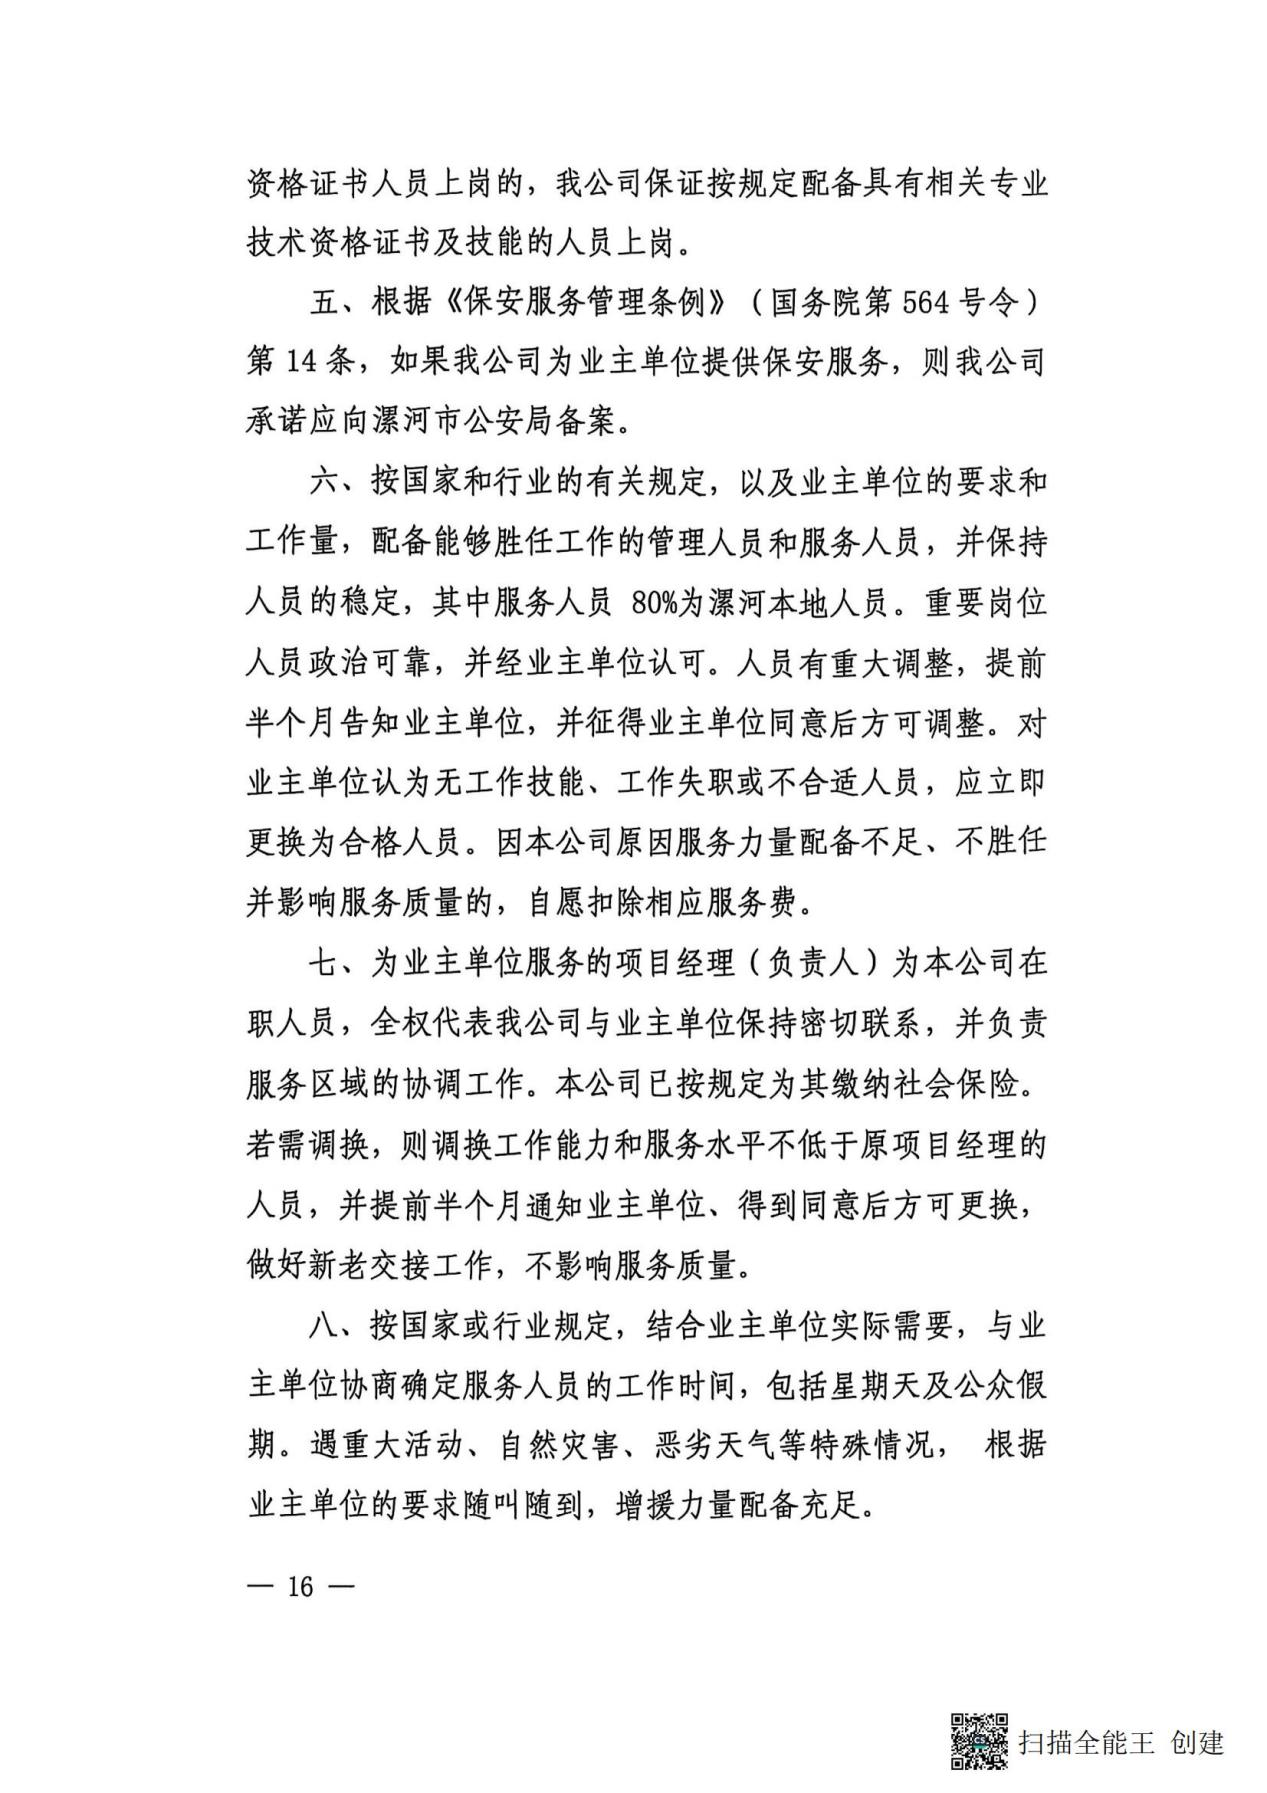 资格证书人员上岗的，我公司保证按规定配备具有相关专业
技术资格证书及技能的人员上岗。
五、根据《保安服务管理条例》（国务院第 564 号令）
第 14 条，如果我公司为业主单位提供保安服务，则我公司
承诺应向漯河市公安局备案。
六、按国家和行业的有关规定，以及业主单位的要求和
工作量，配备能够胜任工作的管理人员和服务人员，并保持
人员的稳定，其中服务人员 80%为漯河本地人员。重要岗位
人员政治可靠，并经业主单位认可。人员有重大调整，提前
半个月告知业主单位，并征得业主单位同意后方可调整。对
业主单位认为无工作技能、工作失职或不合适人员，应立即
更换为合格人员。因本公司原因服务力量配备不足、不胜任
并影响服务质量的，自愿扣除相应服务费。
七、为业主单位服务的项目经理（负责人）为本公司在
职人员，全权代表我公司与业主单位保持密切联系，并负责
服务区域的协调工作。本公司已按规定为其缴纳社会保险。
若需调换，则调换工作能力和服务水平不低于原项目经理的
人员，并提前半个月通知业主单位、得到同意后方可更换，
做好新老交接工作，不影响服务质量。
八、按国家或行业规定，结合业主单位实际需要，与业
主单位协商确定服务人员的工作时间，包括星期天及公众假
期。遇重大活动、自然灾害、恶劣天气等特殊情况， 根据
业主单位的要求随叫随到，增援力量配备充足。
— 16 —
扫描全能王 创建